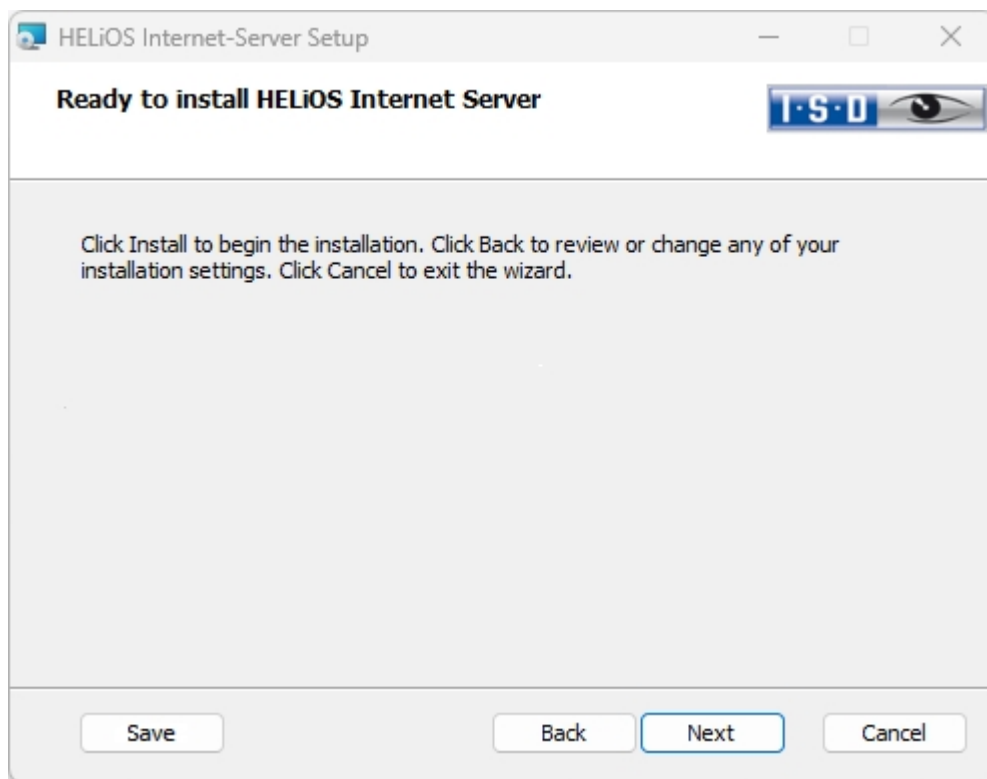 HELiOS Internet-Server Setup
Ready to install HELiOS Internet Server
I·S·D
Click Install to begin the installation. Click Back to review or change any of your
installation settings. Click Cancel to exit the wizard.
Save Back Next Cancel